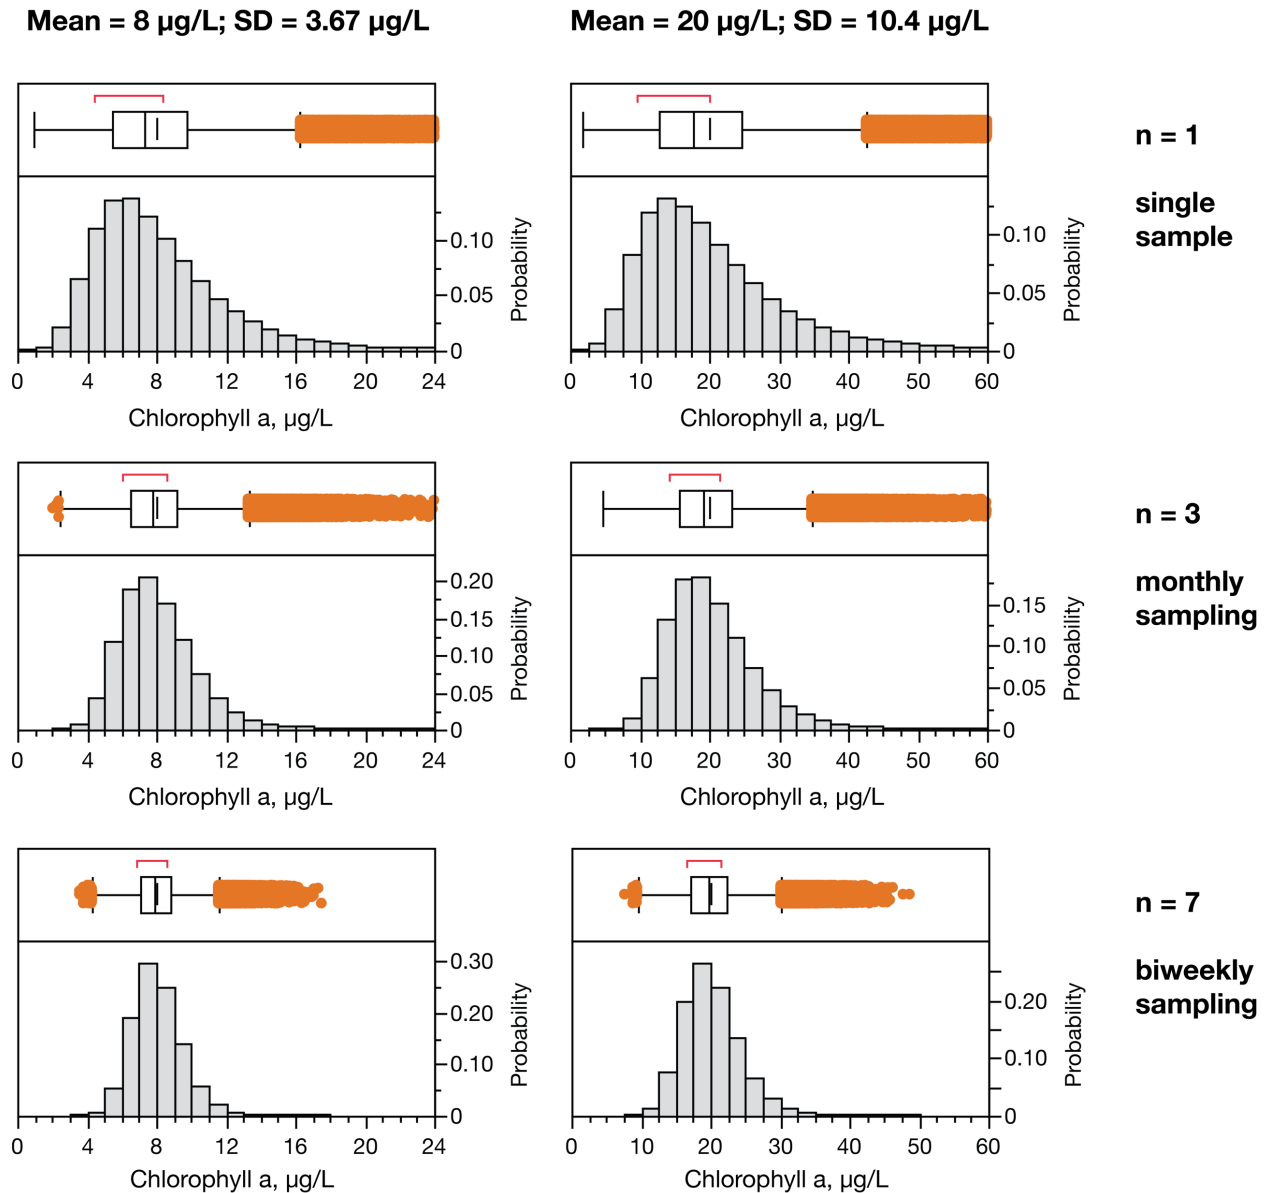 Mean = 8 µg/L; SD = 3.67 µg/L
Mean = 20 µg/L; SD = 10.4 µg/L
n = 1
single
sample
0.10
0.05
0
Probability
0 4 8 12 16 20 24
Chlorophyll a, µg/L
0.10
0.05
0
Probability
0 10 20 30 40 50 60
Chlorophyll a, µg/L
n = 3
monthly
sampling
0.20
0.15
0.10
0.05
0
Probability
0 4 8 12 16 20 24
Chlorophyll a, µg/L
0.15
0.10
0.05
0
Probability
0 10 20 30 40 50 60
Chlorophyll a, µg/L
n = 7
biweekly
sampling
0.30
0.20
0.10
0
Probability
0 4 8 12 16 20 24
Chlorophyll a, µg/L
0.20
0.10
0
Probability
0 10 20 30 40 50 60
Chlorophyll a, µg/L